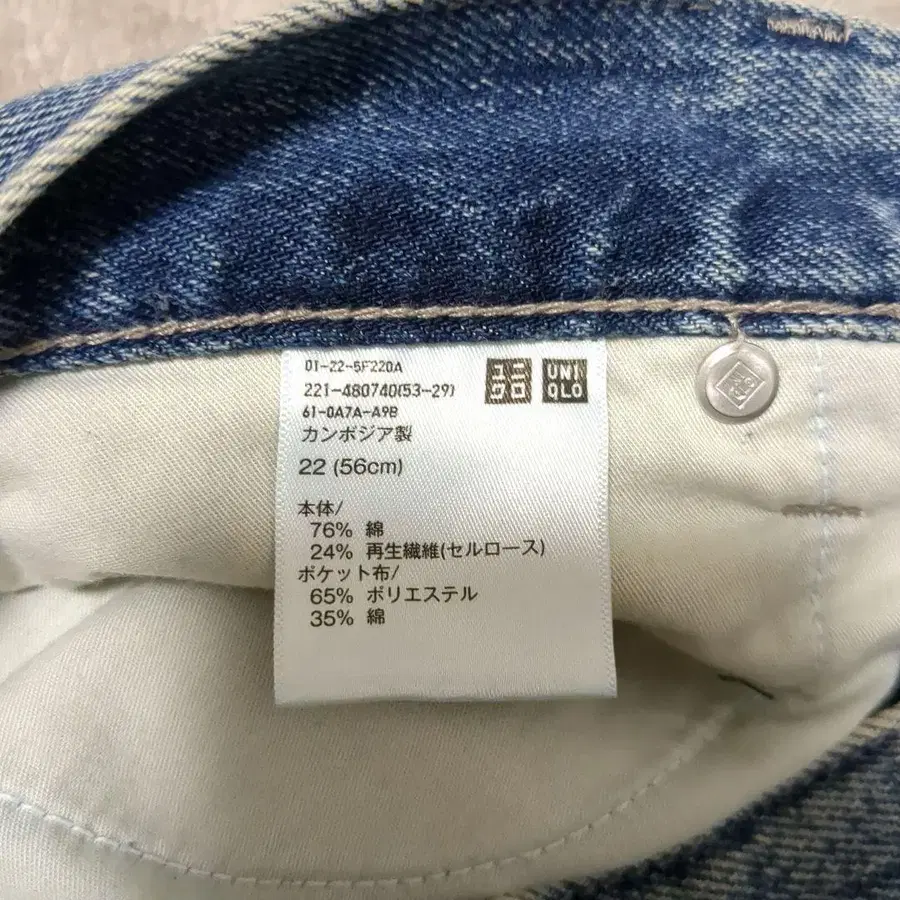 01-22-5F220A
221-480740(53-29)
61-0A7A-A9B
ユニクロ
UNIQLO
カンボジア製
22 (56cm)
本体/
76% 綿
24% 再生繊維(セルロース)
ポケット布/
65% ポリエステル
35% 綿